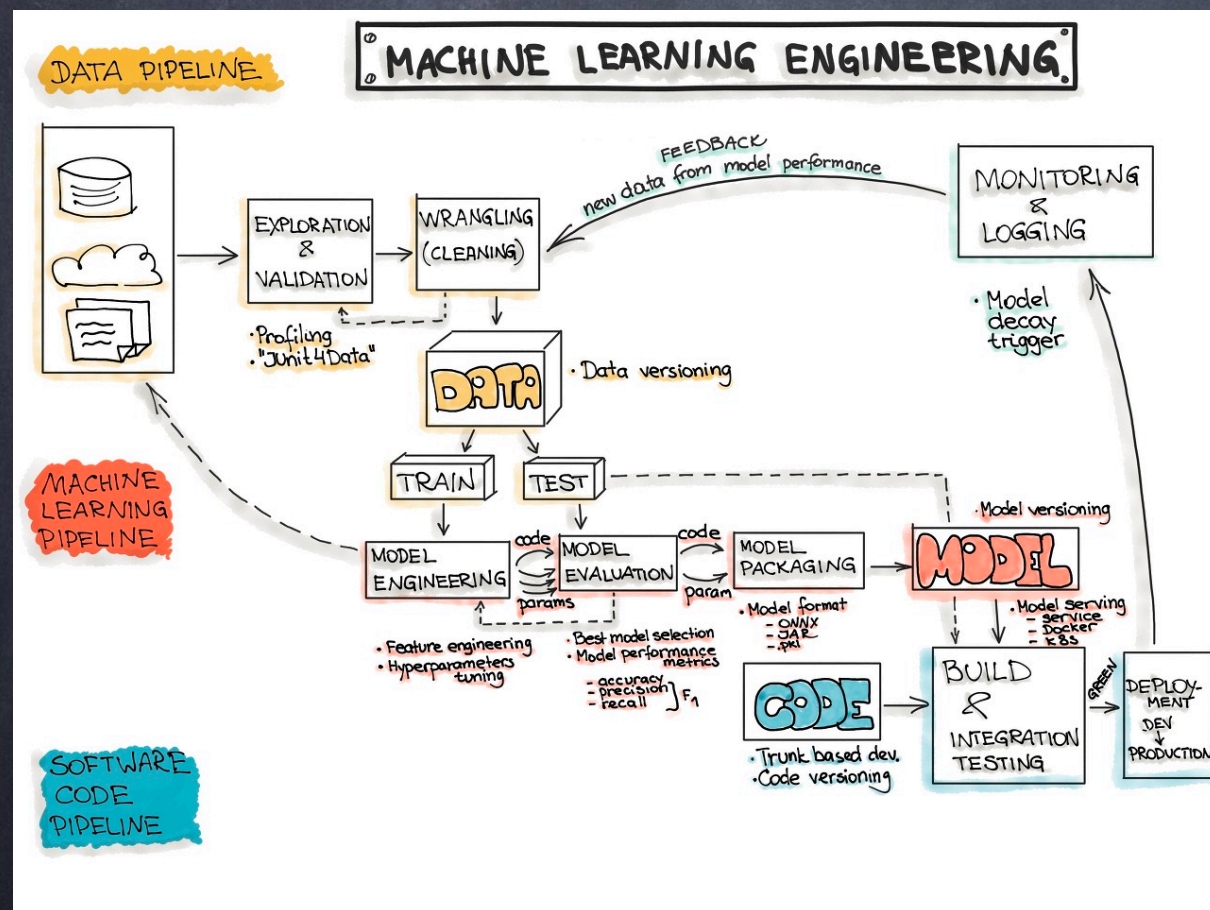 DATA PIPELINE
MACHINE LEARNING ENGINEERING
FEEDBACK
new data from model performance
MONITORING
&
LOGGING
• Model
decay
trigger
EXPLORATION
&
VALIDATION
• Profiling
• "JUnit4Data"
WRANGLING
(CLEANING)
DATA
• Data versioning
TRAIN
TEST
MACHINE
LEARNING
PIPELINE
MODEL
ENGINEERING
code
params
• Feature engineering
• Hyperparameters
tuning
MODEL
EVALUATION
code
param
• Best model selection
• Model performance
metrics
- accuracy
- precision
- recall
F1
MODEL
PACKAGING
• Model format
- ONNX
- JAR
- .pkl
• Model versioning
MODEL
• Model serving
- service
- Docker
- K8s
SOFTWARE
CODE
PIPELINE
CODE
• Trunk based dev.
• Code versioning
BUILD
&
INTEGRATION
TESTING
GREEN
DEPLOY-
MENT
DEV
PRODUCTION